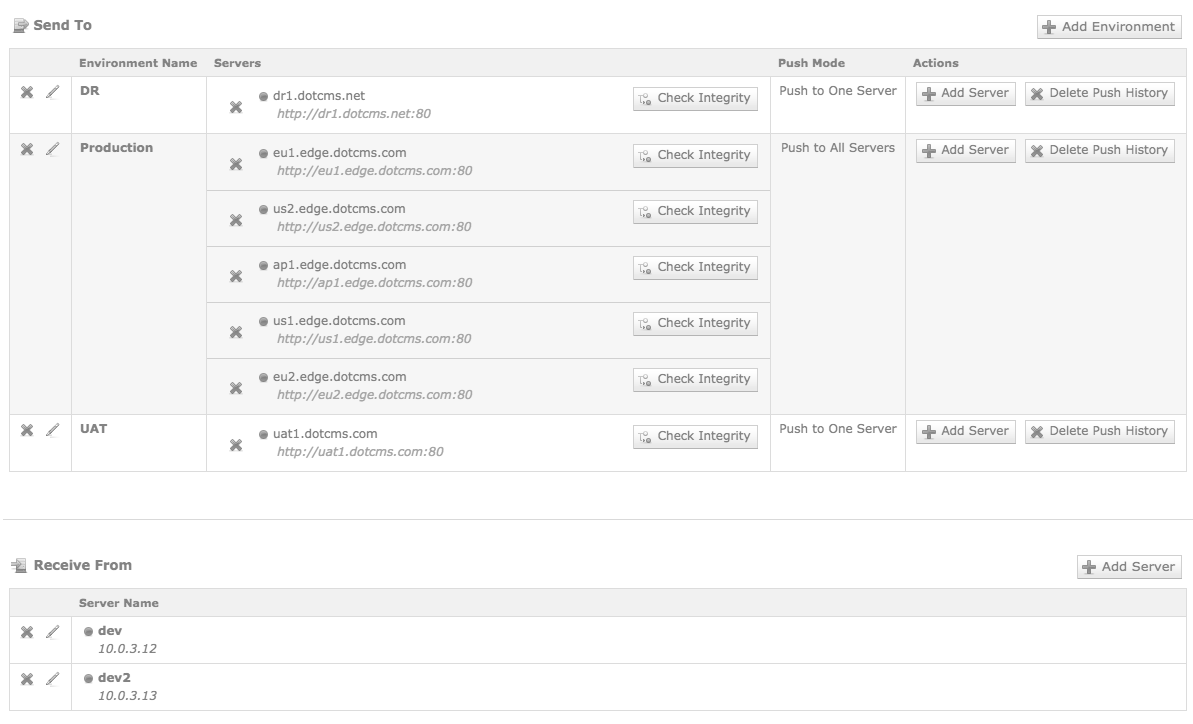 Send To
Add Environment
Environment Name Servers Push Mode Actions
DR
dr1.dotcms.net
http://dr1.dotcms.net:80
Check Integrity
Push to One Server
Add Server
Delete Push History
Production
eu1.edge.dotcms.com
http://eu1.edge.dotcms.com:80
Check Integrity
Push to All Servers
Add Server
Delete Push History
us2.edge.dotcms.com
http://us2.edge.dotcms.com:80
Check Integrity
ap1.edge.dotcms.com
http://ap1.edge.dotcms.com:80
Check Integrity
us1.edge.dotcms.com
http://us1.edge.dotcms.com:80
Check Integrity
eu2.edge.dotcms.com
http://eu2.edge.dotcms.com:80
Check Integrity
UAT
uat1.dotcms.com
http://uat1.dotcms.com:80
Check Integrity
Push to One Server
Add Server
Delete Push History
Receive From
Add Server
Server Name
dev
10.0.3.12
dev2
10.0.3.13